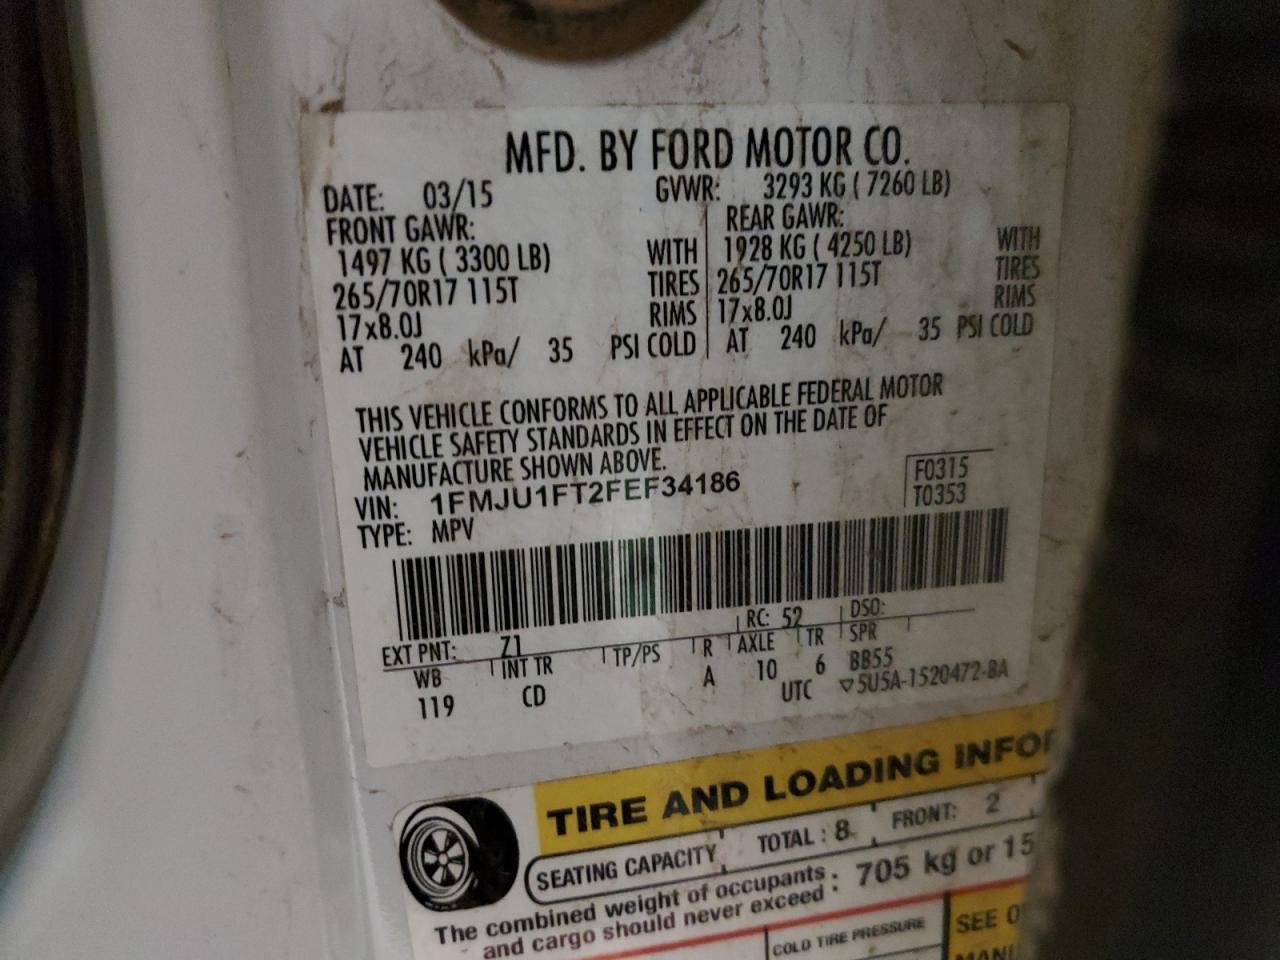 MFD. BY FORD MOTOR CO.
DATE: 03/15 GVWR: 3293 KG ( 7260 LB)
FRONT GAWR: REAR GAWR:
1497 KG ( 3300 LB) WITH 1928 KG ( 4250 LB) WITH
265/70R17 115T TIRES 265/70R17 115T TIRES
17x8.0J RIMS 17x8.0J RIMS
AT 240 kPa/ 35 PSI COLD AT 240 kPa/ 35 PSI COLD
THIS VEHICLE CONFORMS TO ALL APPLICABLE FEDERAL MOTOR
VEHICLE SAFETY STANDARDS IN EFFECT ON THE DATE OF
MANUFACTURE SHOWN ABOVE.
VIN: 1FMJU1FT2FEF34186
F0315
T0353
TYPE: MPV
EXT PNT: Z1 RC: 52 DSO:
WB INT TR TP/PS R AXLE TR SPR
119 CD A 10 6 BB55
UTC ▽5U5A-1520472-BA
TIRE AND LOADING INFOR
SEATING CAPACITY TOTAL : 8 FRONT: 2
The combined weight of occupants
and cargo should never exceed : 705 kg or 15
COLD TIRE PRESSURE
SEE O
MANU